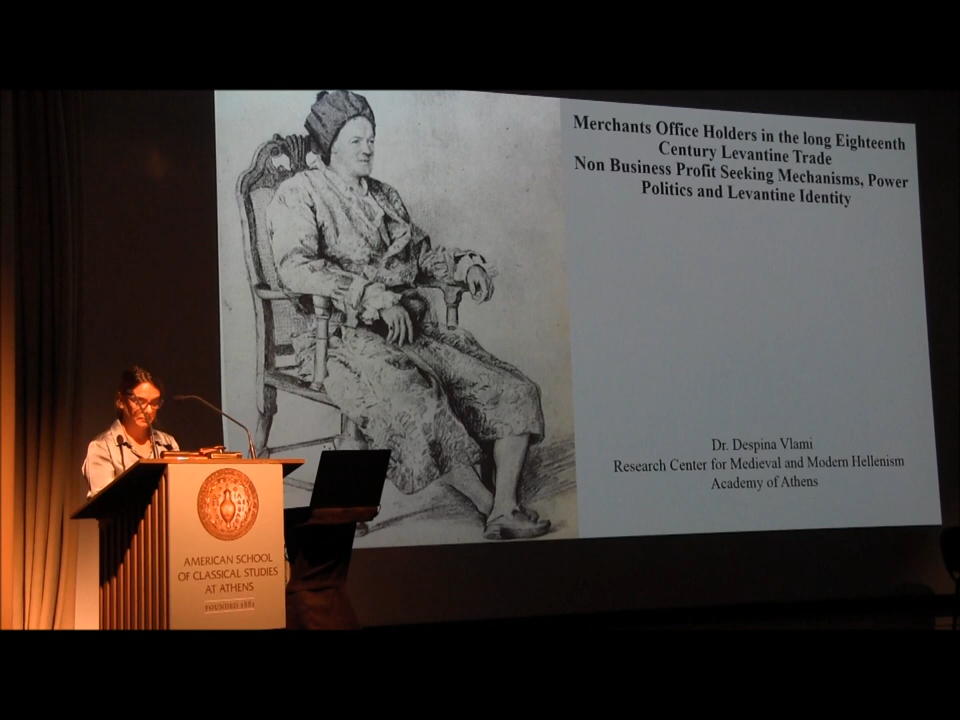 Merchants Office Holders in the long Eighteenth
Century Levantine Trade
Non Business Profit Seeking Mechanisms, Power
Politics and Levantine Identity
Dr. Despina Vlami
Research Center for Medieval and Modern Hellenism
Academy of Athens
AMERICAN SCHOOL
OF CLASSICAL STUDIES
AT ATHENS
FOUNDED 1881